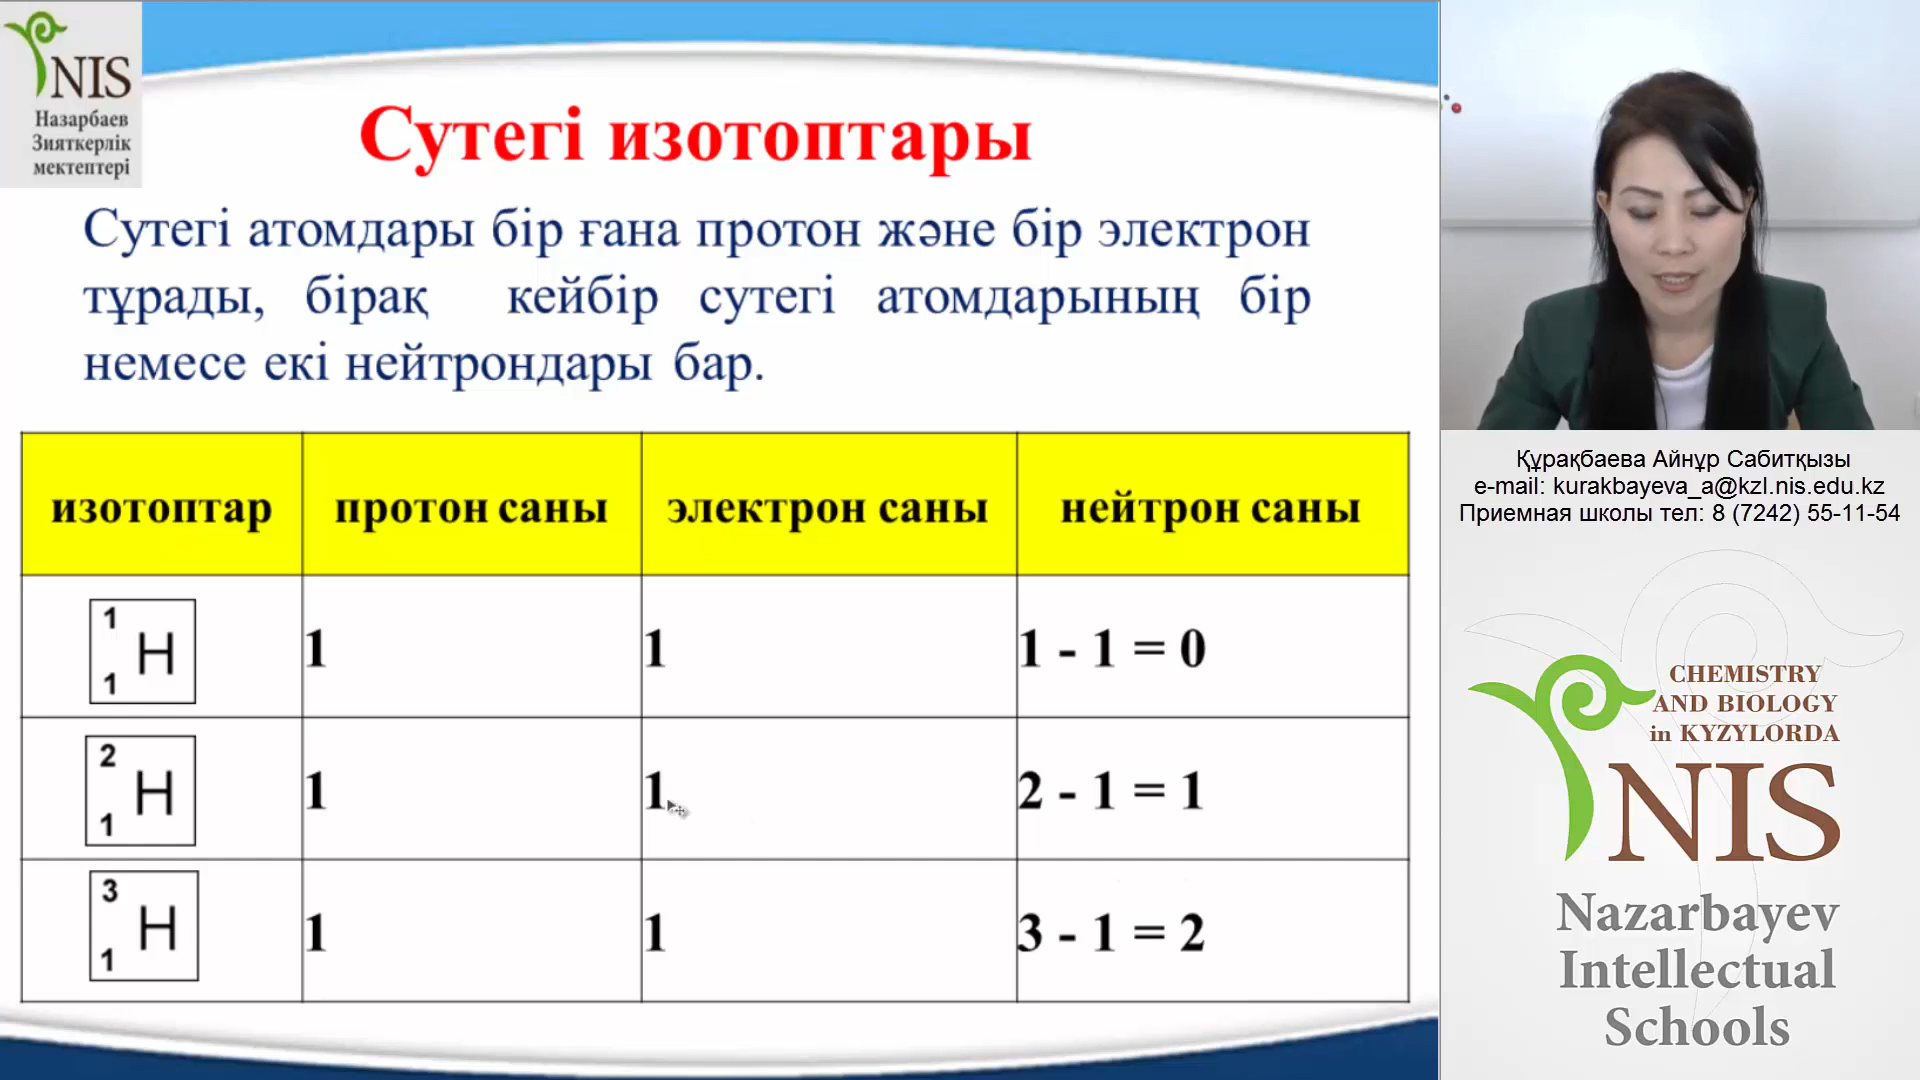 NIS
Назарбаев
Зияткерлік
мектептері
Сутегі изотоптары
Сутегі атомдары бір ғана протон және бір электрон
тұрады, бірақ кейбір сутегі атомдарының бір
немесе екі нейтрондары бар.
изотоптар протон саны электрон саны нейтрон саны
1
H
1
1 1 1 - 1 = 0
2
H
1
1 1 2 - 1 = 1
3
H
1
1 1 3 - 1 = 2
Құрақбаева Айнұр Сабитқызы
e-mail: kurakbayeva_a@kzl.nis.edu.kz
Приемная школы тел: 8 (7242) 55-11-54
CHEMISTRY
AND BIOLOGY
in KYZYLORDA
NIS
Nazarbayev
Intellectual
Schools